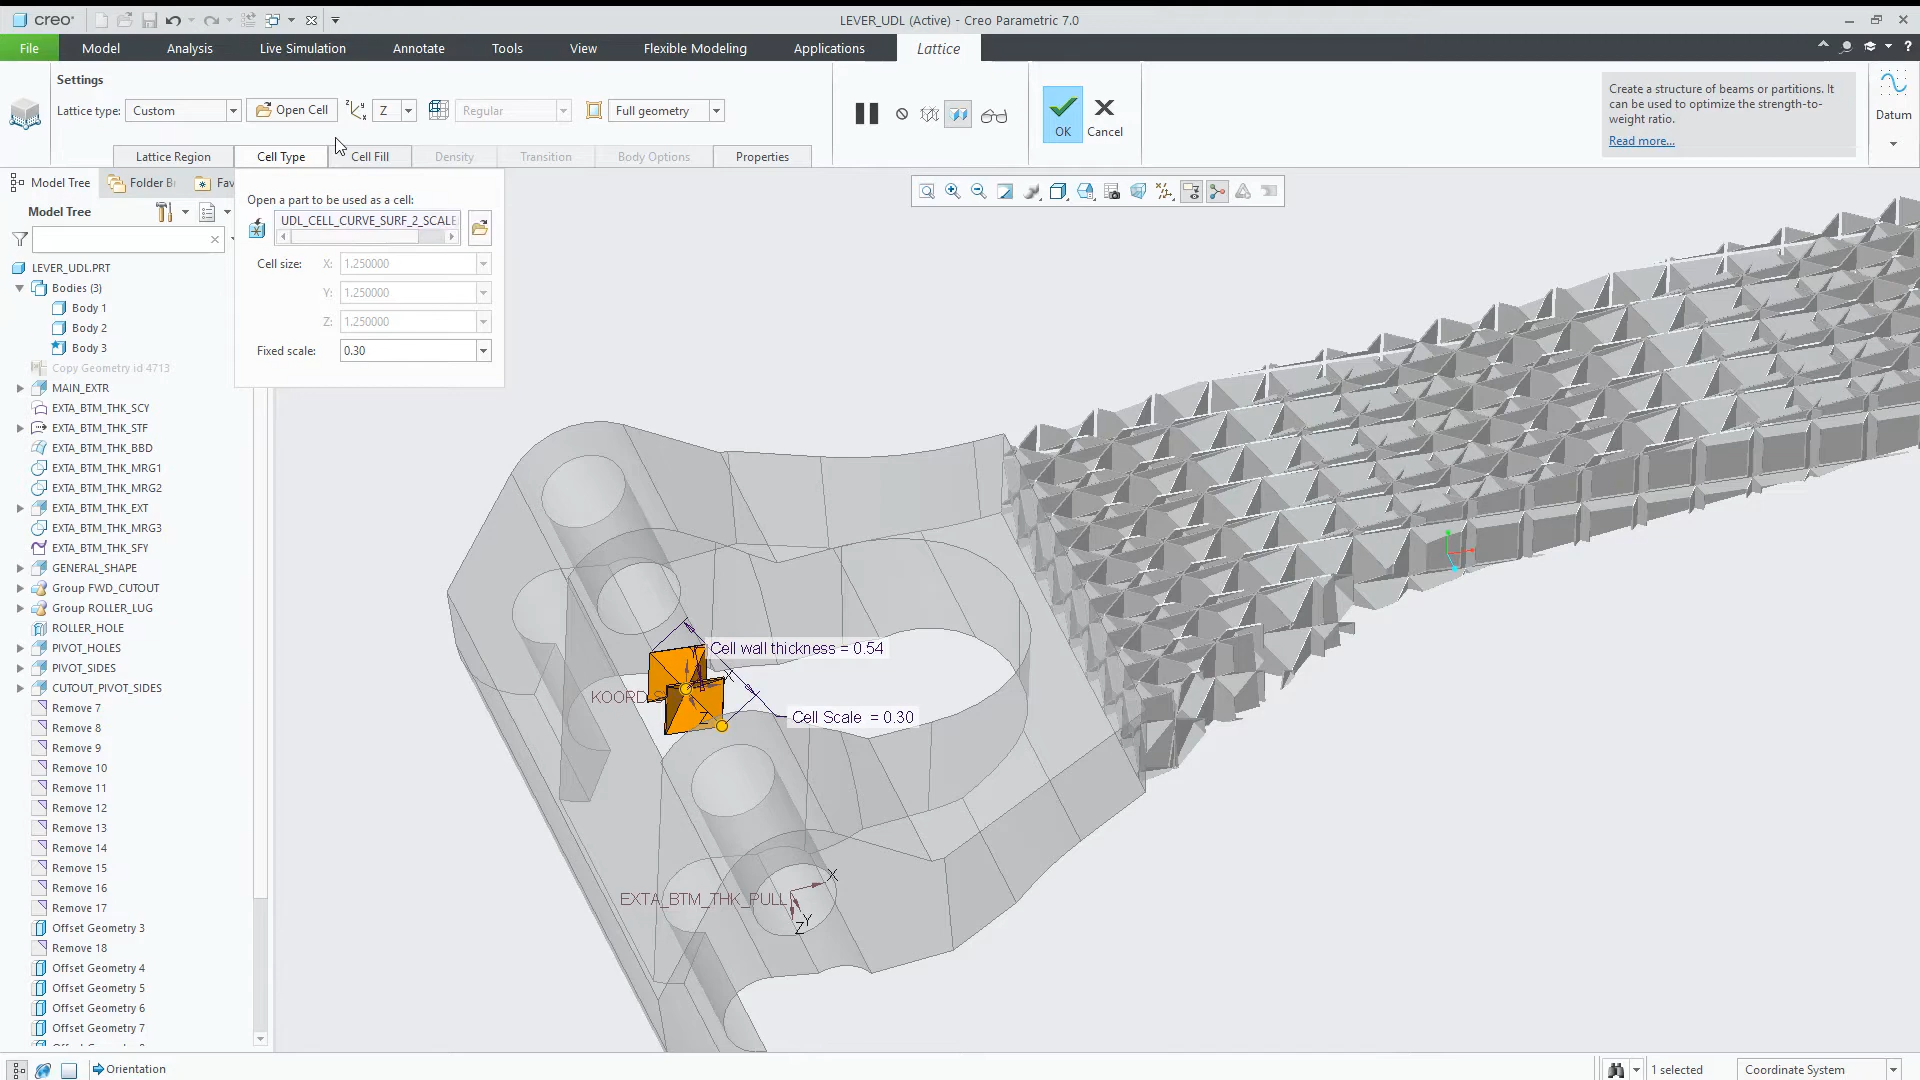 creo
LEVER_UDL (Active) - Creo Parametric 7.0
File
Model
Analysis
Live Simulation
Annotate
Tools
View
Flexible Modeling
Applications
Lattice
Settings
Lattice type:
Custom
Open Cell
Z
Regular
Full geometry
OK
Cancel
Create a structure of beams or partitions. It
can be used to optimize the strength-to-
weight ratio.
Read more...
Datum
Lattice Region
Cell Type
Cell Fill
Density
Transition
Body Options
Properties
Model Tree
Folder Br
Fav
Model Tree
Open a part to be used as a cell:
UDL_CELL_CURVE_SURF_2_SCALE
Cell size:
X:
1.250000
Y:
1.250000
Z:
1.250000
Fixed scale:
0.30
LEVER_UDL.PRT
Bodies (3)
Body 1
Body 2
Body 3
Copy Geometry id 4713
MAIN_EXTR
EXTA_BTM_THK_SCY
EXTA_BTM_THK_STF
EXTA_BTM_THK_BBD
EXTA_BTM_THK_MRG1
EXTA_BTM_THK_MRG2
EXTA_BTM_THK_EXT
EXTA_BTM_THK_MRG3
EXTA_BTM_THK_SFY
GENERAL_SHAPE
Group FWD_CUTOUT
Group ROLLER_LUG
ROLLER_HOLE
PIVOT_HOLES
PIVOT_SIDES
CUTOUT_PIVOT_SIDES
Remove 7
Remove 8
Remove 9
Remove 10
Remove 11
Remove 12
Remove 13
Remove 14
Remove 15
Remove 16
Remove 17
Offset Geometry 3
Remove 18
Offset Geometry 4
Offset Geometry 5
Offset Geometry 6
Offset Geometry 7
Cell wall thickness = 0.54
KOORD
X
Z
Cell Scale = 0.30
EXTA_BTM_THK_PULL
X
Y
Z
Orientation
1 selected
Coordinate System